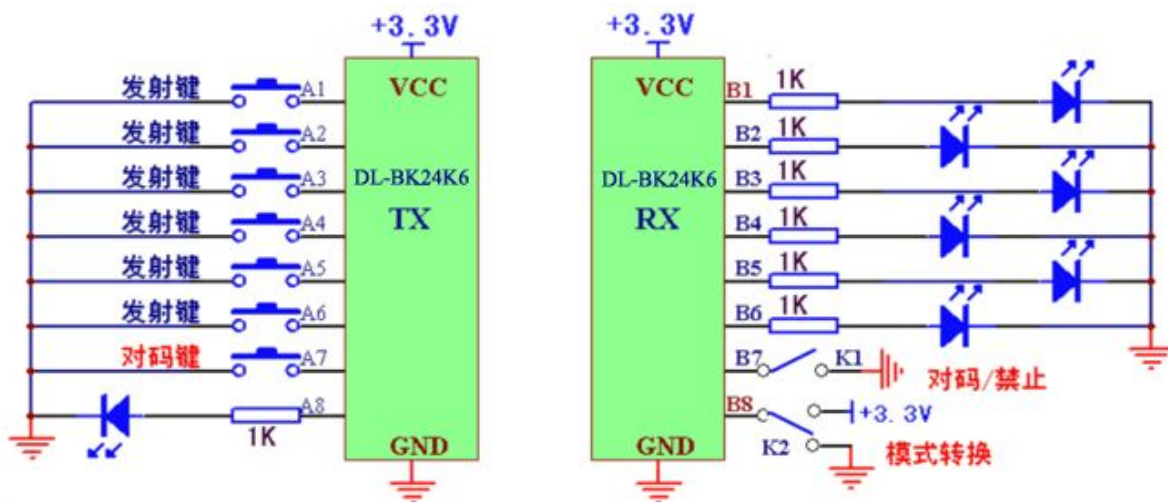 +3.3V
VCC
DL-BK24K6
TX
GND
发射键 A1
发射键 A2
发射键 A3
发射键 A4
发射键 A5
发射键 A6
对码键 A7
A8
1K
+3.3V
VCC
DL-BK24K6
RX
GND
B1 1K
B2 1K
B3 1K
B4 1K
B5 1K
B6 1K
B7 K1 对码/禁止
B8 +3.3V
K2 模式转换